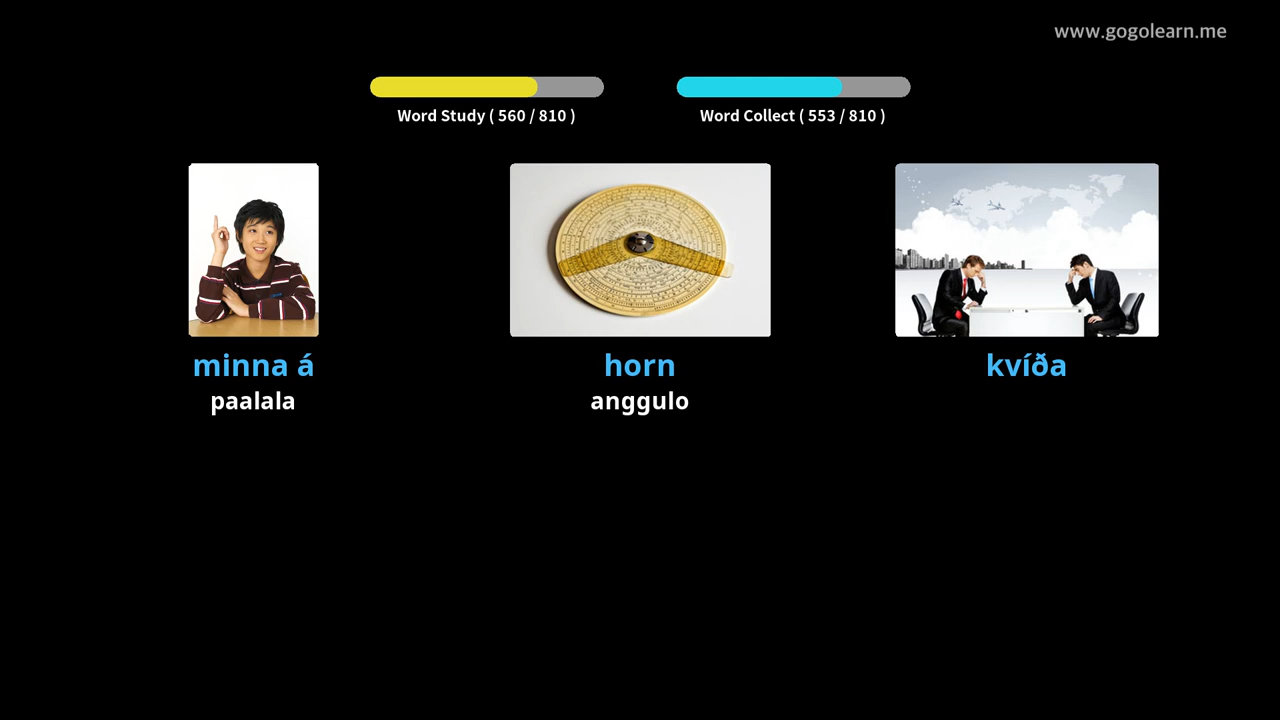 www.gogolearn.me
Word Study ( 560 / 810 )
Word Collect ( 553 / 810 )
minna á
paalala
horn
anggulo
kvíða